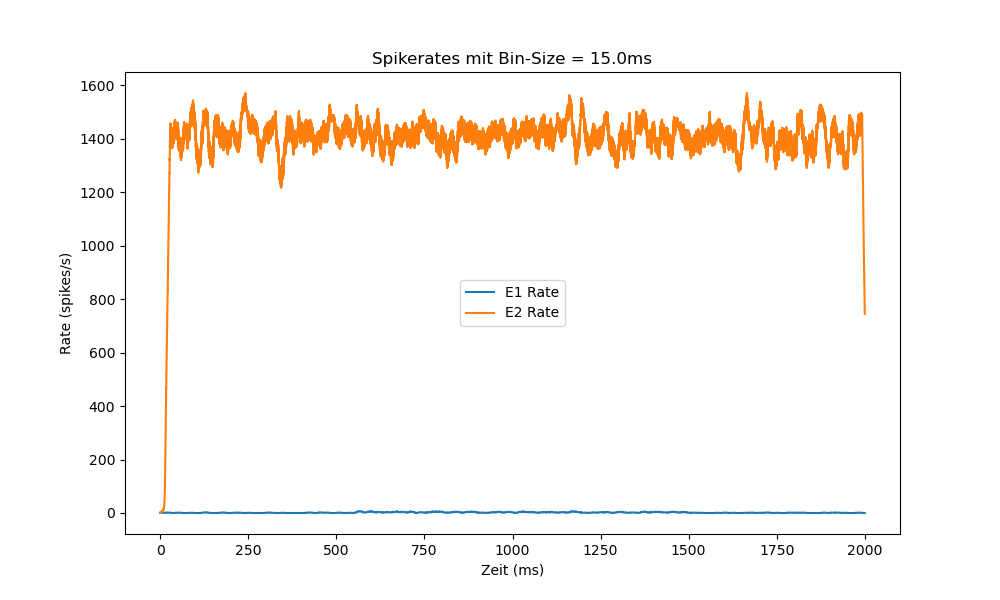 Spikerates mit Bin-Size = 15.0ms
1600
1400
1200
1000
800
600
400
200
0
Rate (spikes/s)
E1 Rate
E2 Rate
0 250 500 750 1000 1250 1500 1750 2000
Zeit (ms)